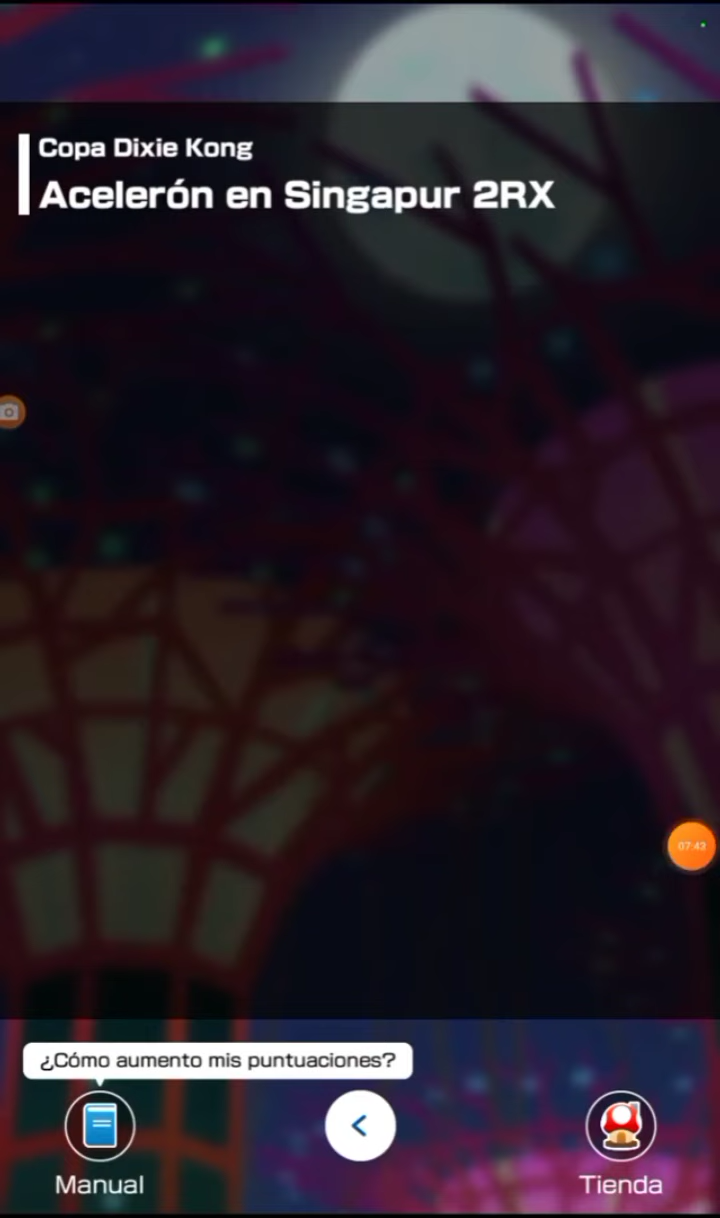 Copa Dixie Kong
Acelerón en Singapur 2RX
07:43
¿Cómo aumento mis puntuaciones?
Manual
Tienda